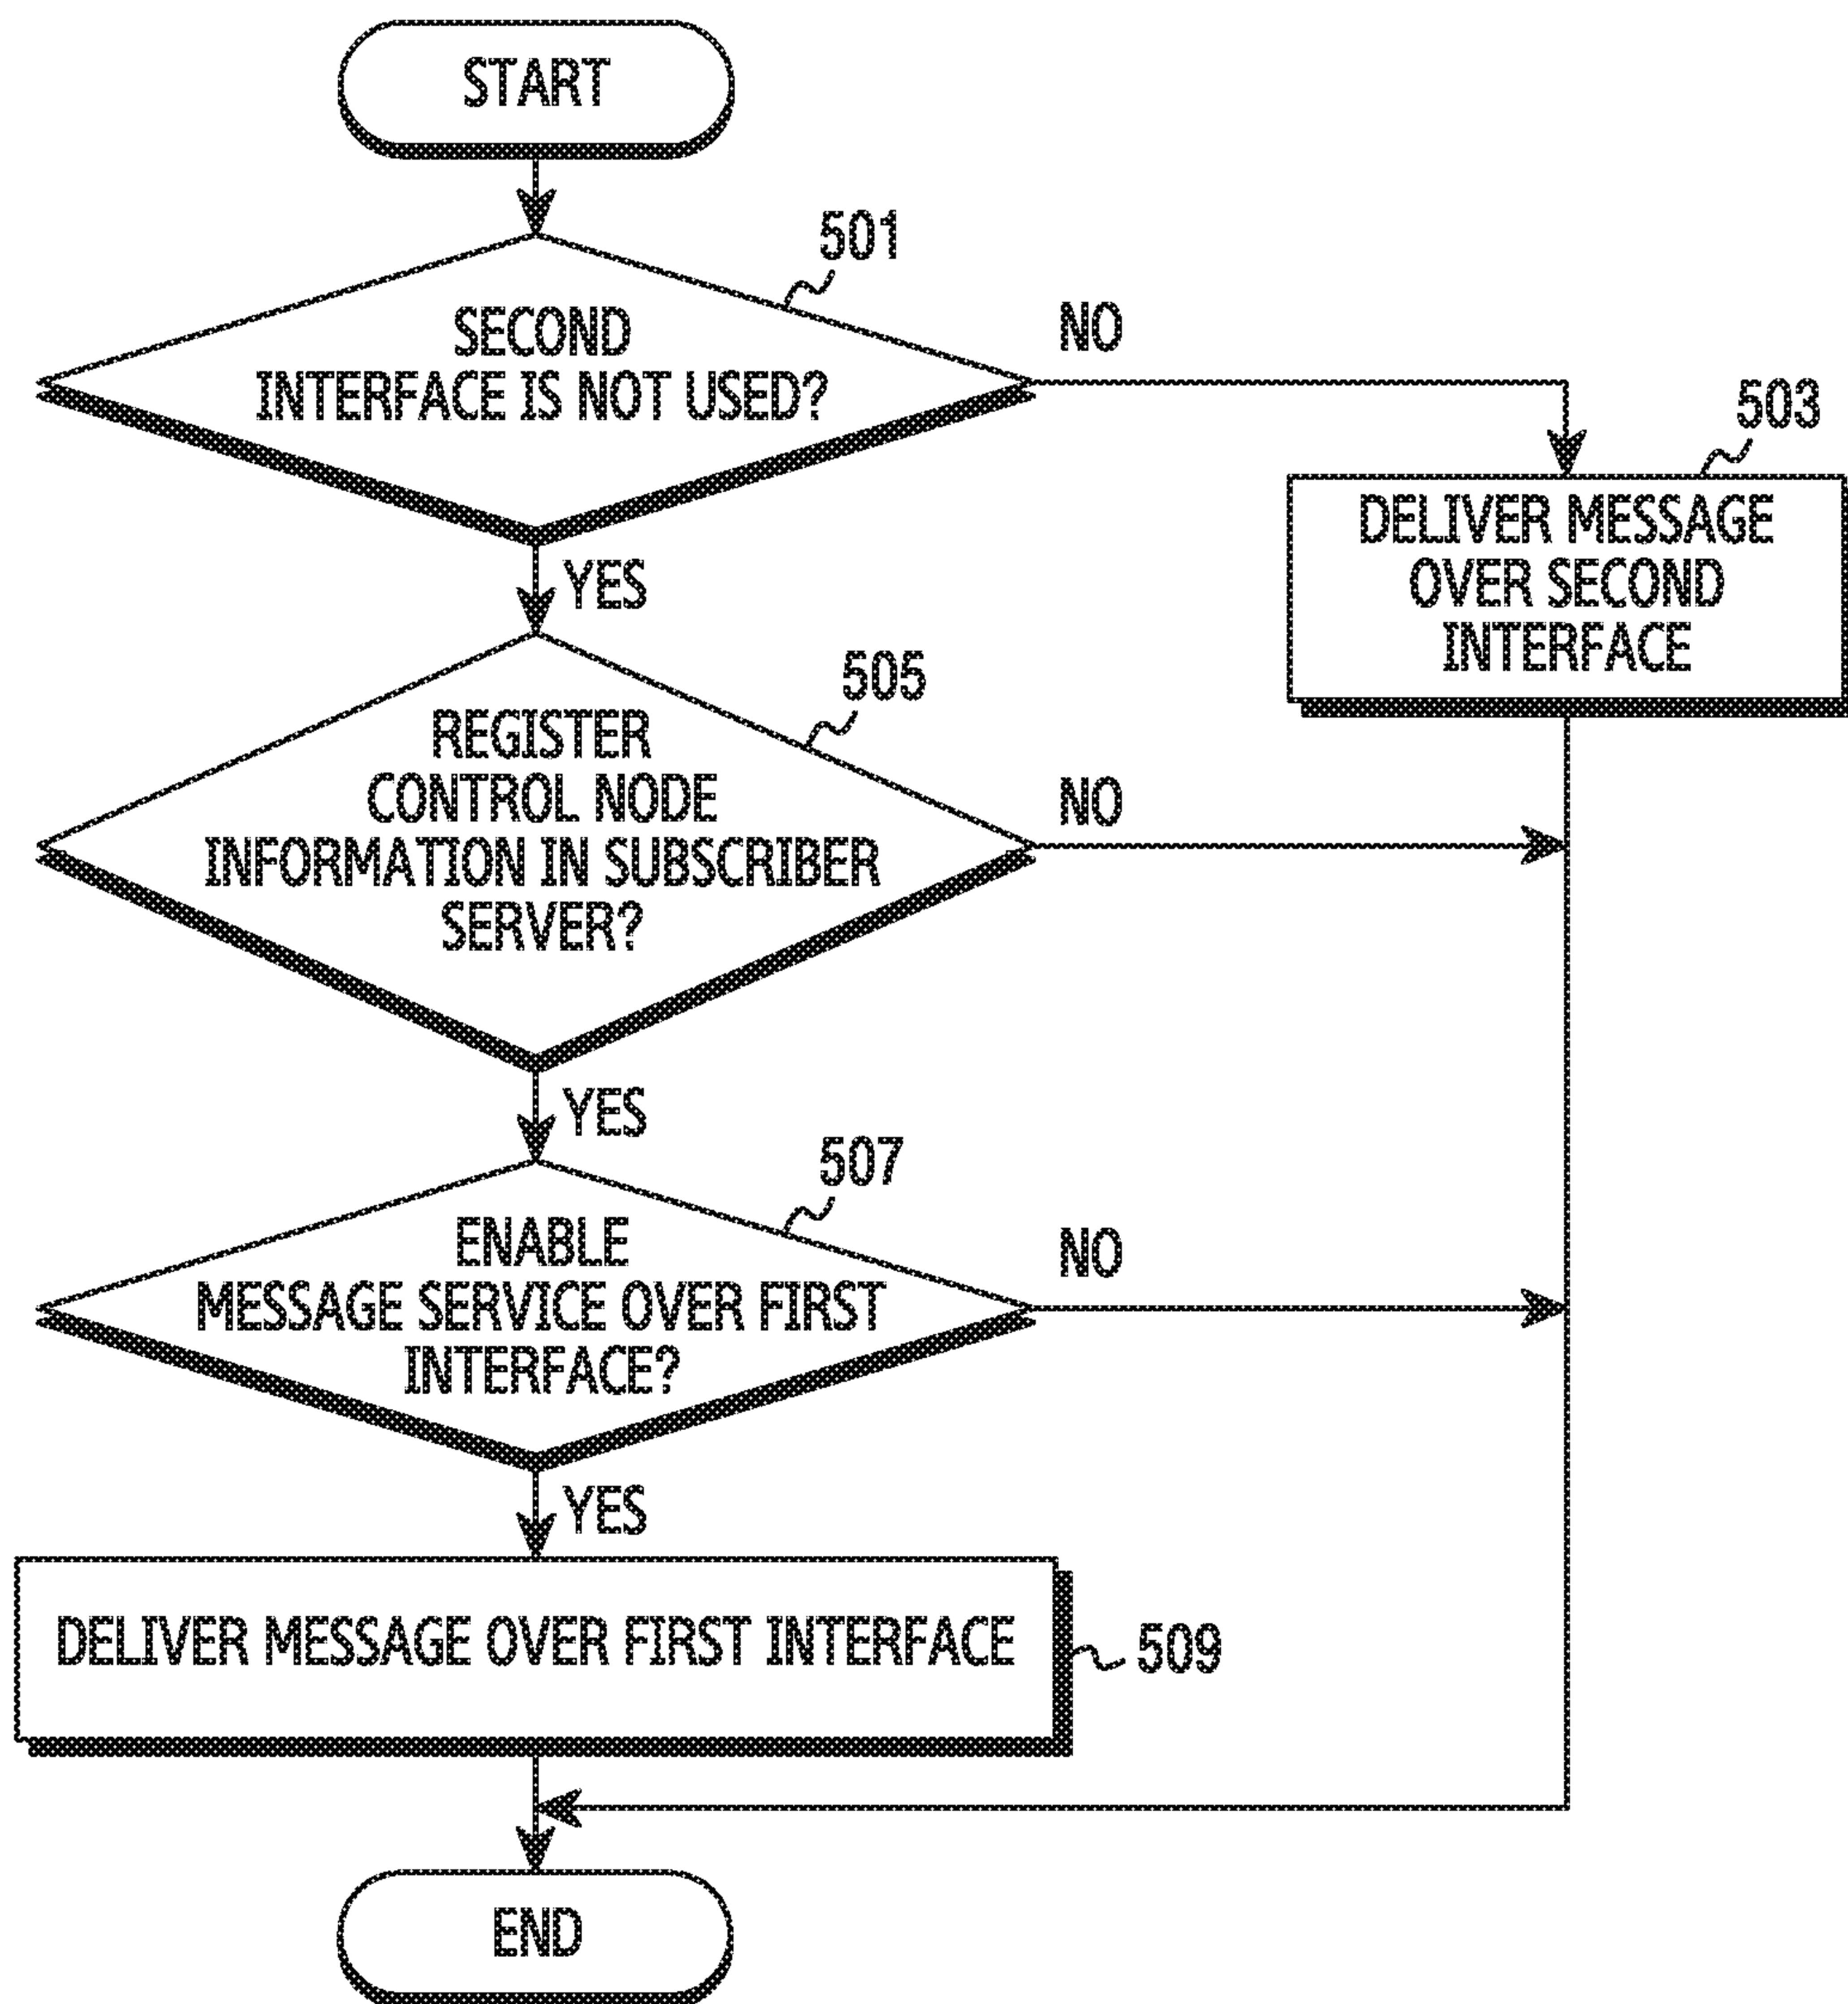 START
501
SECOND
INTERFACE IS NOT USED?
NO
503
DELIVER MESSAGE
OVER SECOND
INTERFACE
YES
505
REGISTER
CONTROL NODE
INFORMATION IN SUBSCRIBER
SERVER?
NO
YES
507
ENABLE
MESSAGE SERVICE OVER FIRST
INTERFACE?
NO
YES
DELIVER MESSAGE OVER FIRST INTERFACE
509
END